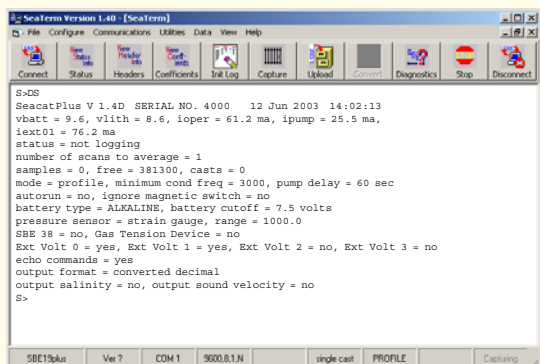 SeaTerm Version 1.40 - [SeaTerm]
File Configure Communications Utilities Data View Help
Connect Status Headers Coefficients Init Log Capture Upload Convert Diagnostics Stop Disconnect
S>DS
SeacatPlus V 1.4D SERIAL NO. 4000 12 Jun 2003 14:02:13
vbatt = 9.6, vlith = 8.6, ioper = 61.2 ma, ipump = 25.5 ma,
iext01 = 76.2 ma
status = not logging
number of scans to average = 1
samples = 0, free = 381300, casts = 0
mode = profile, minimum cond freq = 3000, pump delay = 60 sec
autorun = no, ignore magnetic switch = no
battery type = ALKALINE, battery cutoff = 7.5 volts
pressure sensor = strain gauge, range = 1000.0
SBE 38 = no, Gas Tension Device = no
Ext Volt 0 = yes, Ext Volt 1 = yes, Ext Volt 2 = no, Ext Volt 3 = no
echo commands = yes
output format = converted decimal
output salinity = no, output sound velocity = no
S>
SBE19plus Ver ? COM 1 9600,8,1,N single cast PROFILE Capturing